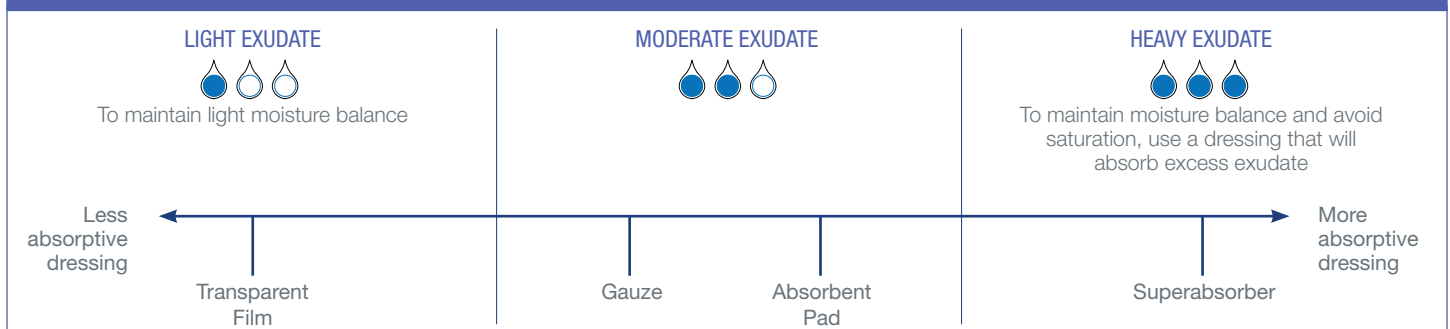 LIGHT EXUDATE
To maintain light moisture balance
MODERATE EXUDATE
HEAVY EXUDATE
To maintain moisture balance and avoid
saturation, use a dressing that will
absorb excess exudate
Less
absorptive
dressing
Transparent
Film
Gauze
Absorbent
Pad
Superabsorber
More
absorptive
dressing